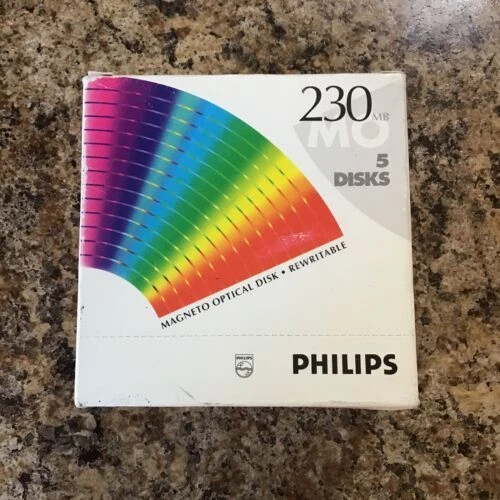 230 MB
MO
5
DISKS
MAGNETO OPTICAL DISK • REWRITABLE
PHILIPS
PHILIPS